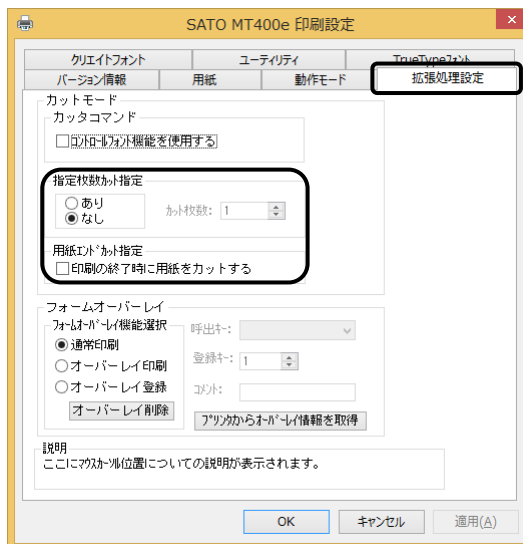 SATO MT400e 印刷設定
×
クリエイトフォント ユーティリティ TrueTypeフォント
バージョン情報 用紙 動作モード 拡張処理設定
カットモード
カッタコマンド
コントロールフォント機能を使用する
指定枚数カット指定
あり
なし
カット枚数: 1
用紙エンドカット指定
印刷の終了時に用紙をカットする
フォームオーバーレイ
フォームオーバーレイ機能選択
通常印刷
オーバーレイ印刷
オーバーレイ登録
オーバーレイ削除
呼出キー:
登録キー: 1
コメント:
プリンタからオーバーレイ情報を取得
説明
ここにマウスカーソル位置についての説明が表示されます。
OK キャンセル 適用(A)